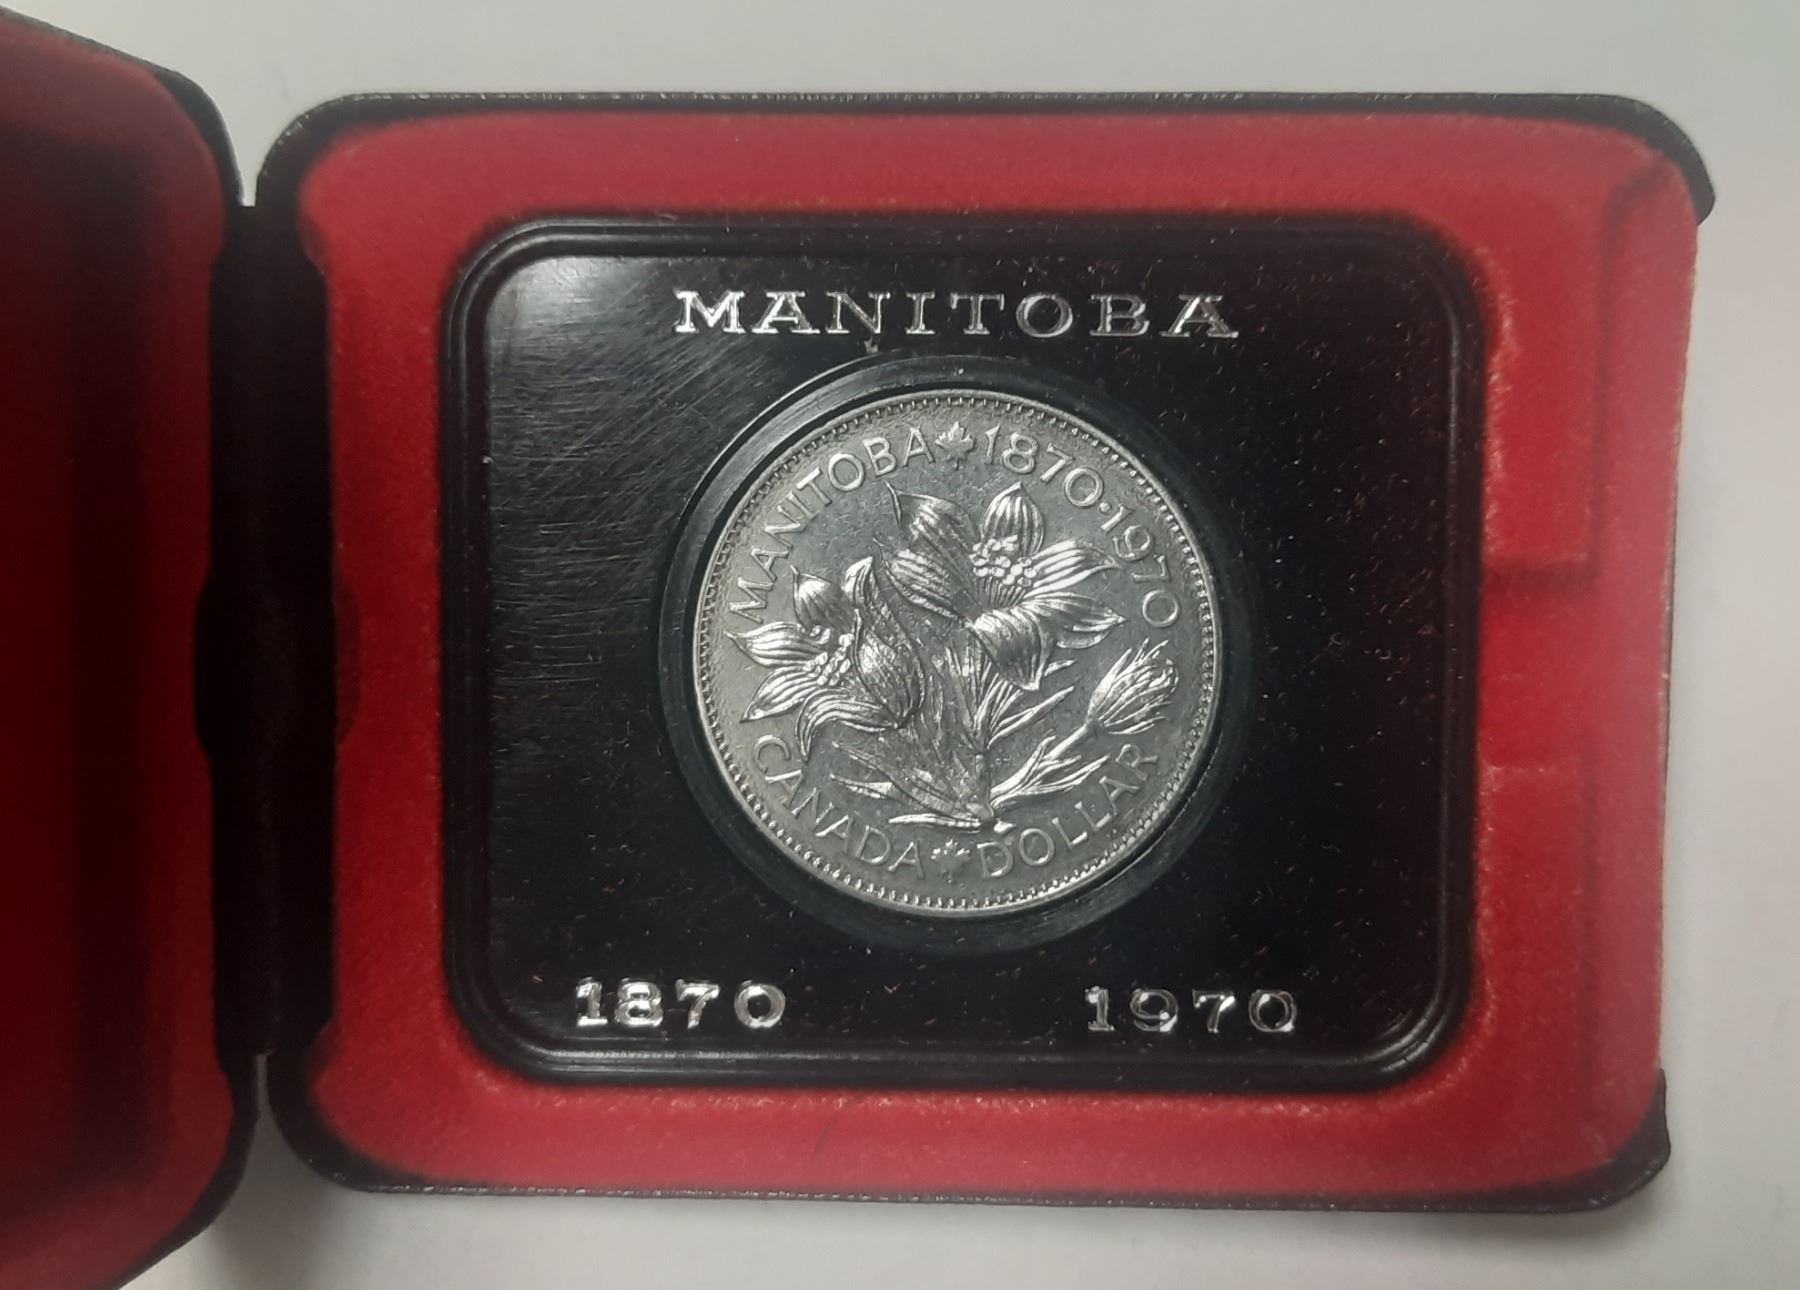 MANITOBA
MANITOBA 1870·1970
CANADA DOLLAR
1870 1970